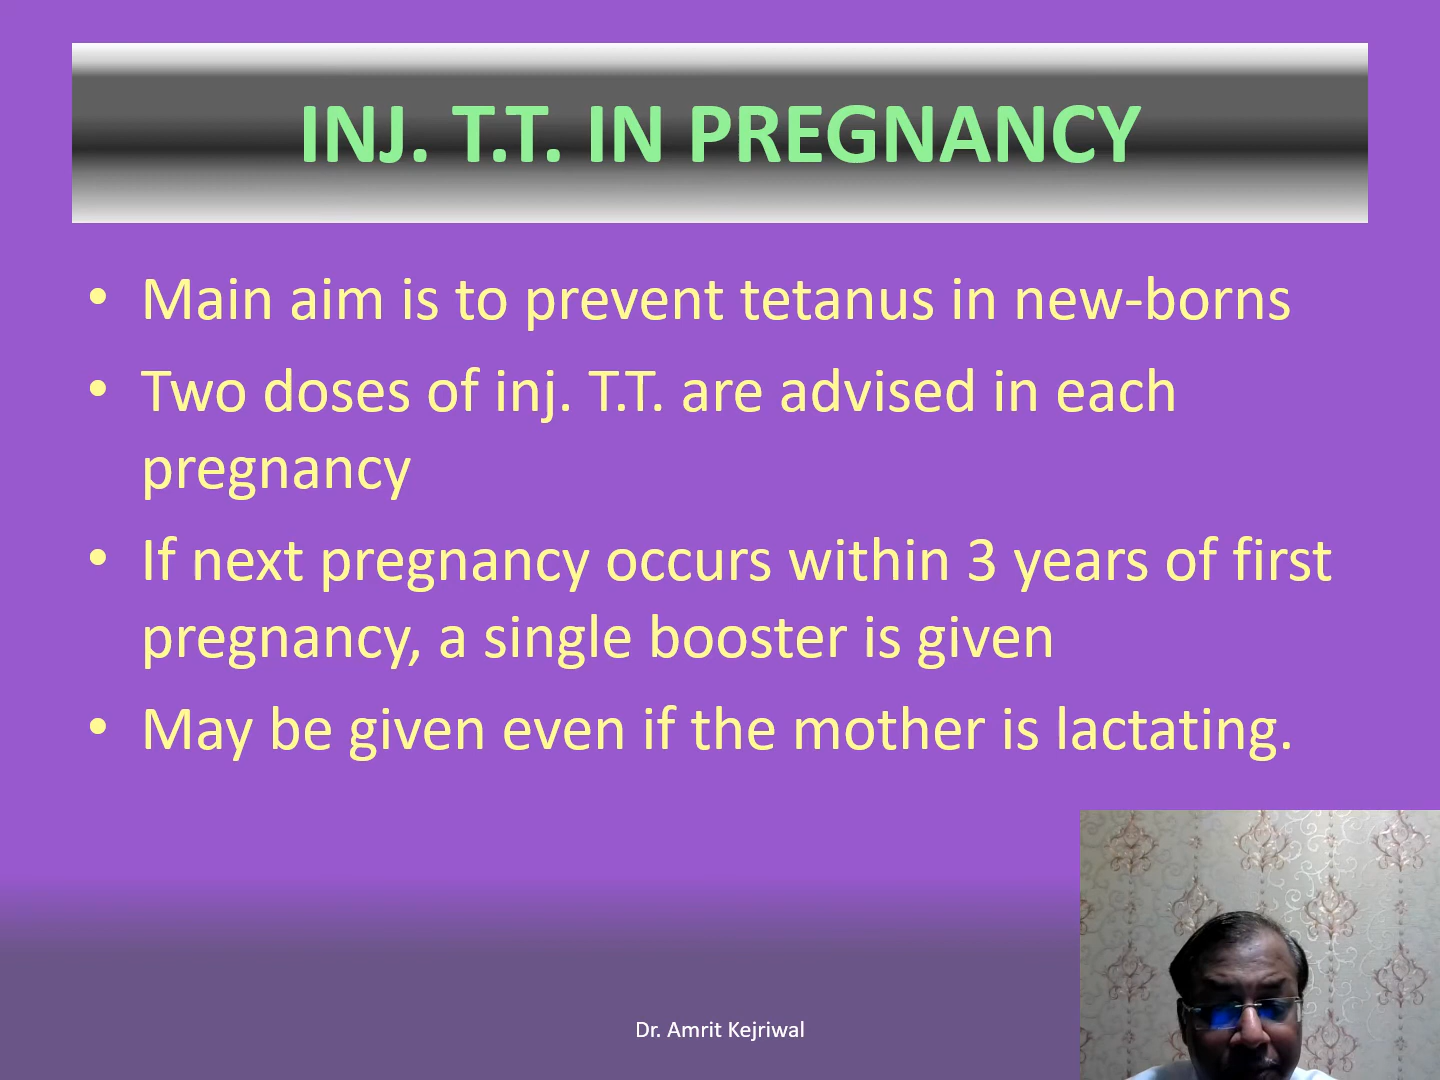 INJ. T.T. IN PREGNANCY
• Main aim is to prevent tetanus in new-borns
• Two doses of inj. T.T. are advised in each
pregnancy
• If next pregnancy occurs within 3 years of first
pregnancy, a single booster is given
• May be given even if the mother is lactating.
Dr. Amrit Kejriwal